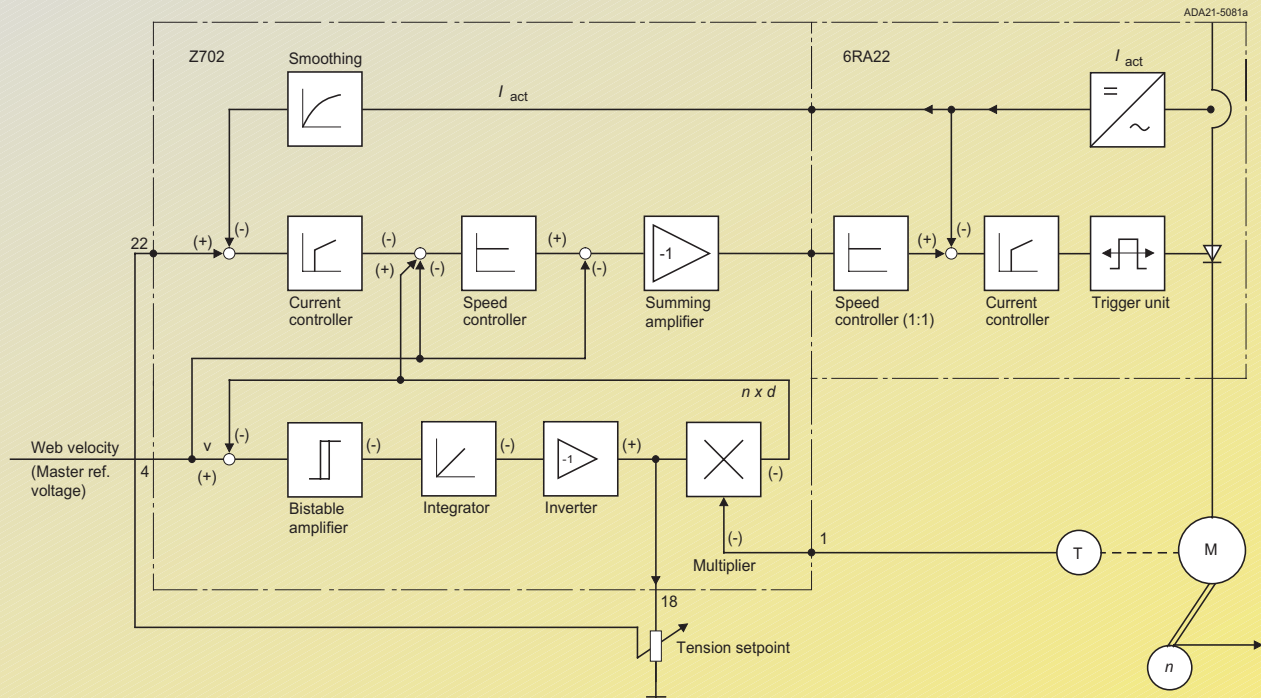 ADA21-5081a
Z702
6RA22
Smoothing
I act
I act
=
~
22
(+)
(-)
(-)
(+)
(-)
(+)
(-)
-1
(+)
(-)
Current
controller
Speed
controller
Summing
amplifier
Speed
controller (1:1)
Current
controller
Trigger unit
n x d
Web velocity
(Master ref.
voltage)
4
v
(+)
(-)
(-)
(-)
-1
(+)
(-)
Bistable
amplifier
Integrator
Inverter
(-)
Multiplier
1
T
M
18
Tension setpoint
n